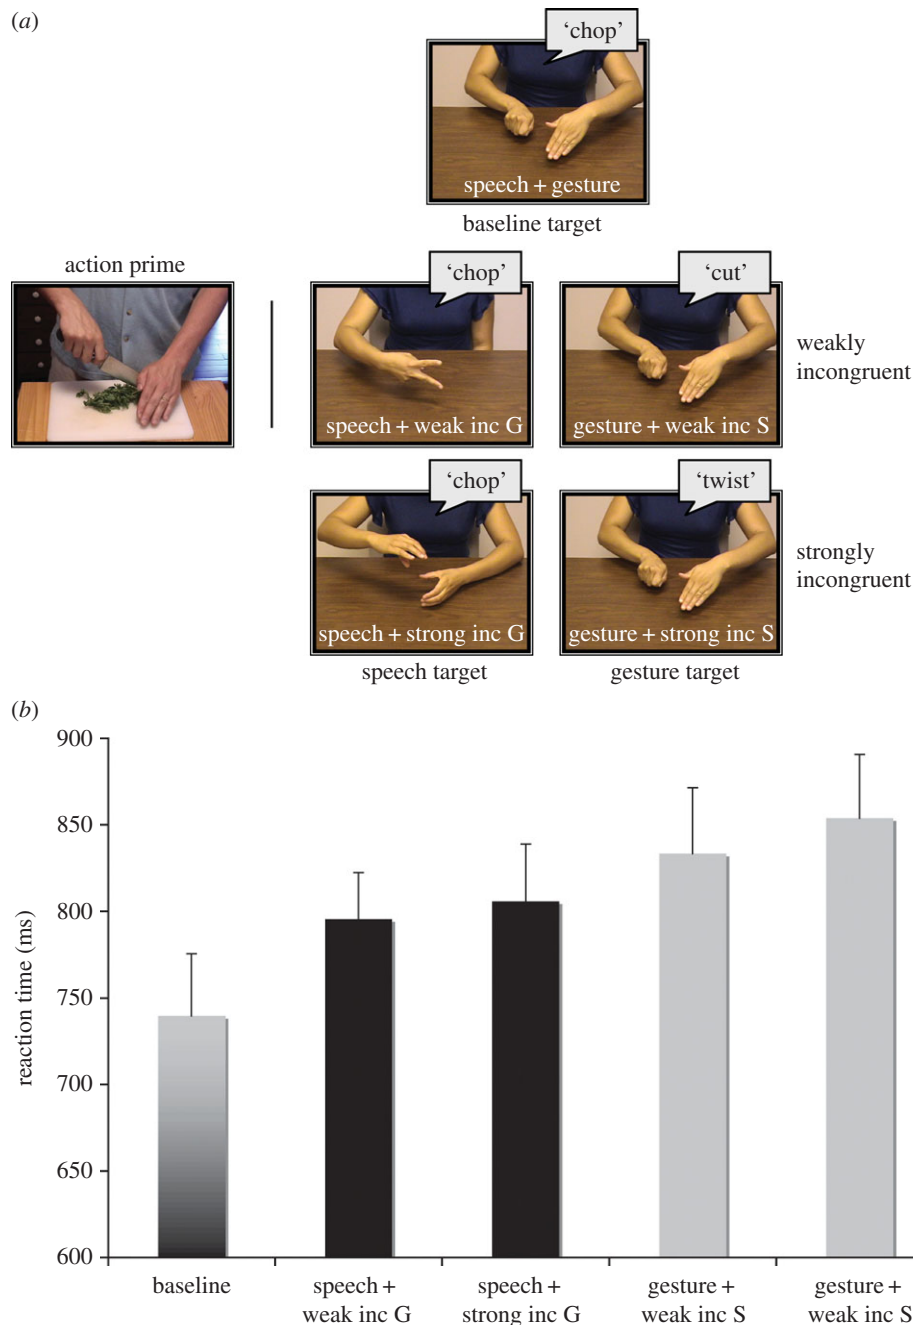 (a)
‘chop’
speech + gesture
baseline target
action prime
‘chop’
‘cut’
weakly
incongruent
speech + weak inc G
gesture + weak inc S
‘chop’
‘twist’
strongly
incongruent
speech + strong inc G
gesture + strong inc S
speech target
gesture target
(b)
900
850
800
750
700
650
600
reaction time (ms)
baseline
speech +
weak inc G
speech +
strong inc G
gesture +
weak inc S
gesture +
weak inc S